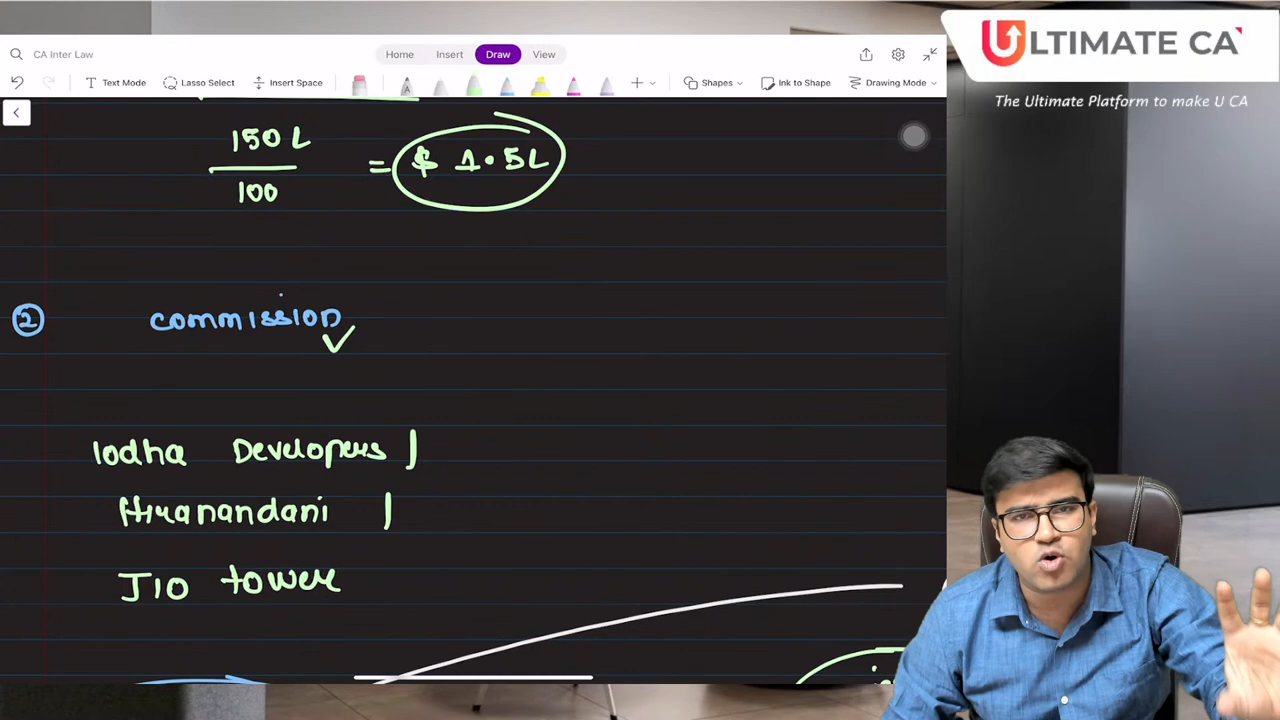 ULTIMATE CA
The Ultimate Platform to make U CA
CA Inter Law
Home Insert Draw View
Text Mode Lasso Select Insert Space Shapes Ink to Shape Drawing Mode
150 L
100
= $ 1.5L
2 commission
lodha Developers
Hiranandani
JIO tower